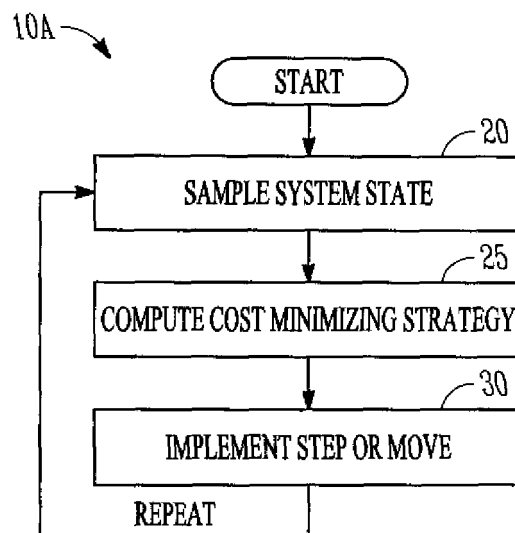 10A
START
20
SAMPLE SYSTEM STATE
25
COMPUTE COST MINIMIZING STRATEGY
30
IMPLEMENT STEP OR MOVE
REPEAT